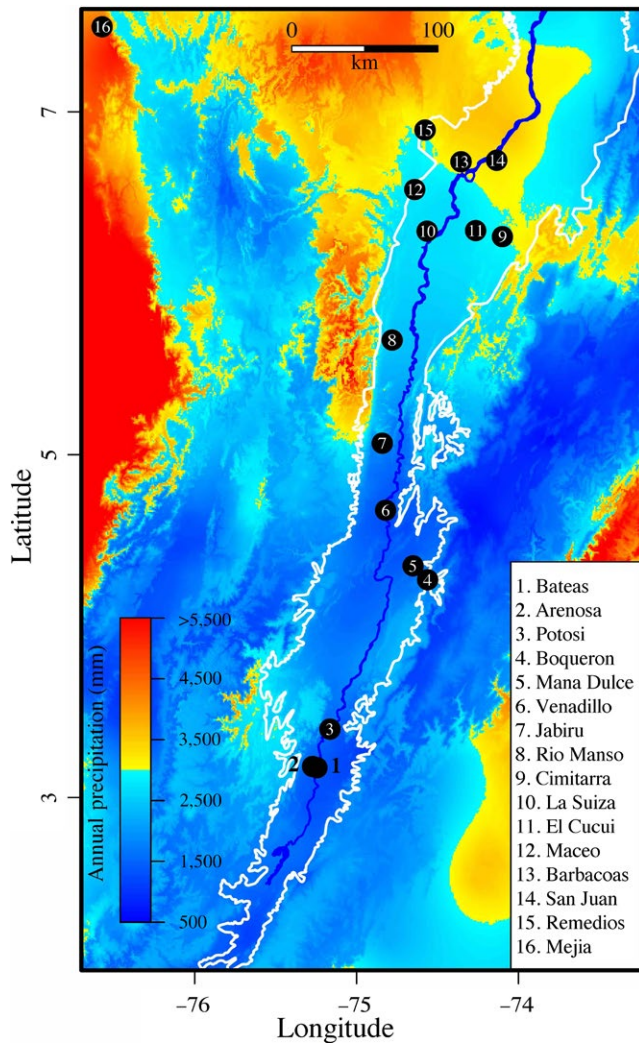 16
0 100
km
7
15
13
14
12
10
11
9
8
7
5
6
5
4
3
2 1
3
Latitude
Annual precipitation (mm)
>5,500
4,500
3,500
2,500
1,500
500
1. Bateas
2. Arenosa
3. Potosi
4. Boqueron
5. Mana Dulce
6. Venadillo
7. Jabiru
8. Rio Manso
9. Cimitarra
10. La Suiza
11. El Cucui
12. Maceo
13. Barbacoas
14. San Juan
15. Remedios
16. Mejia
−76 −75 −74
Longitude